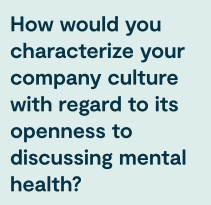 How would you
characterize your
company culture
with regard to its
openness to
discussing mental
health?